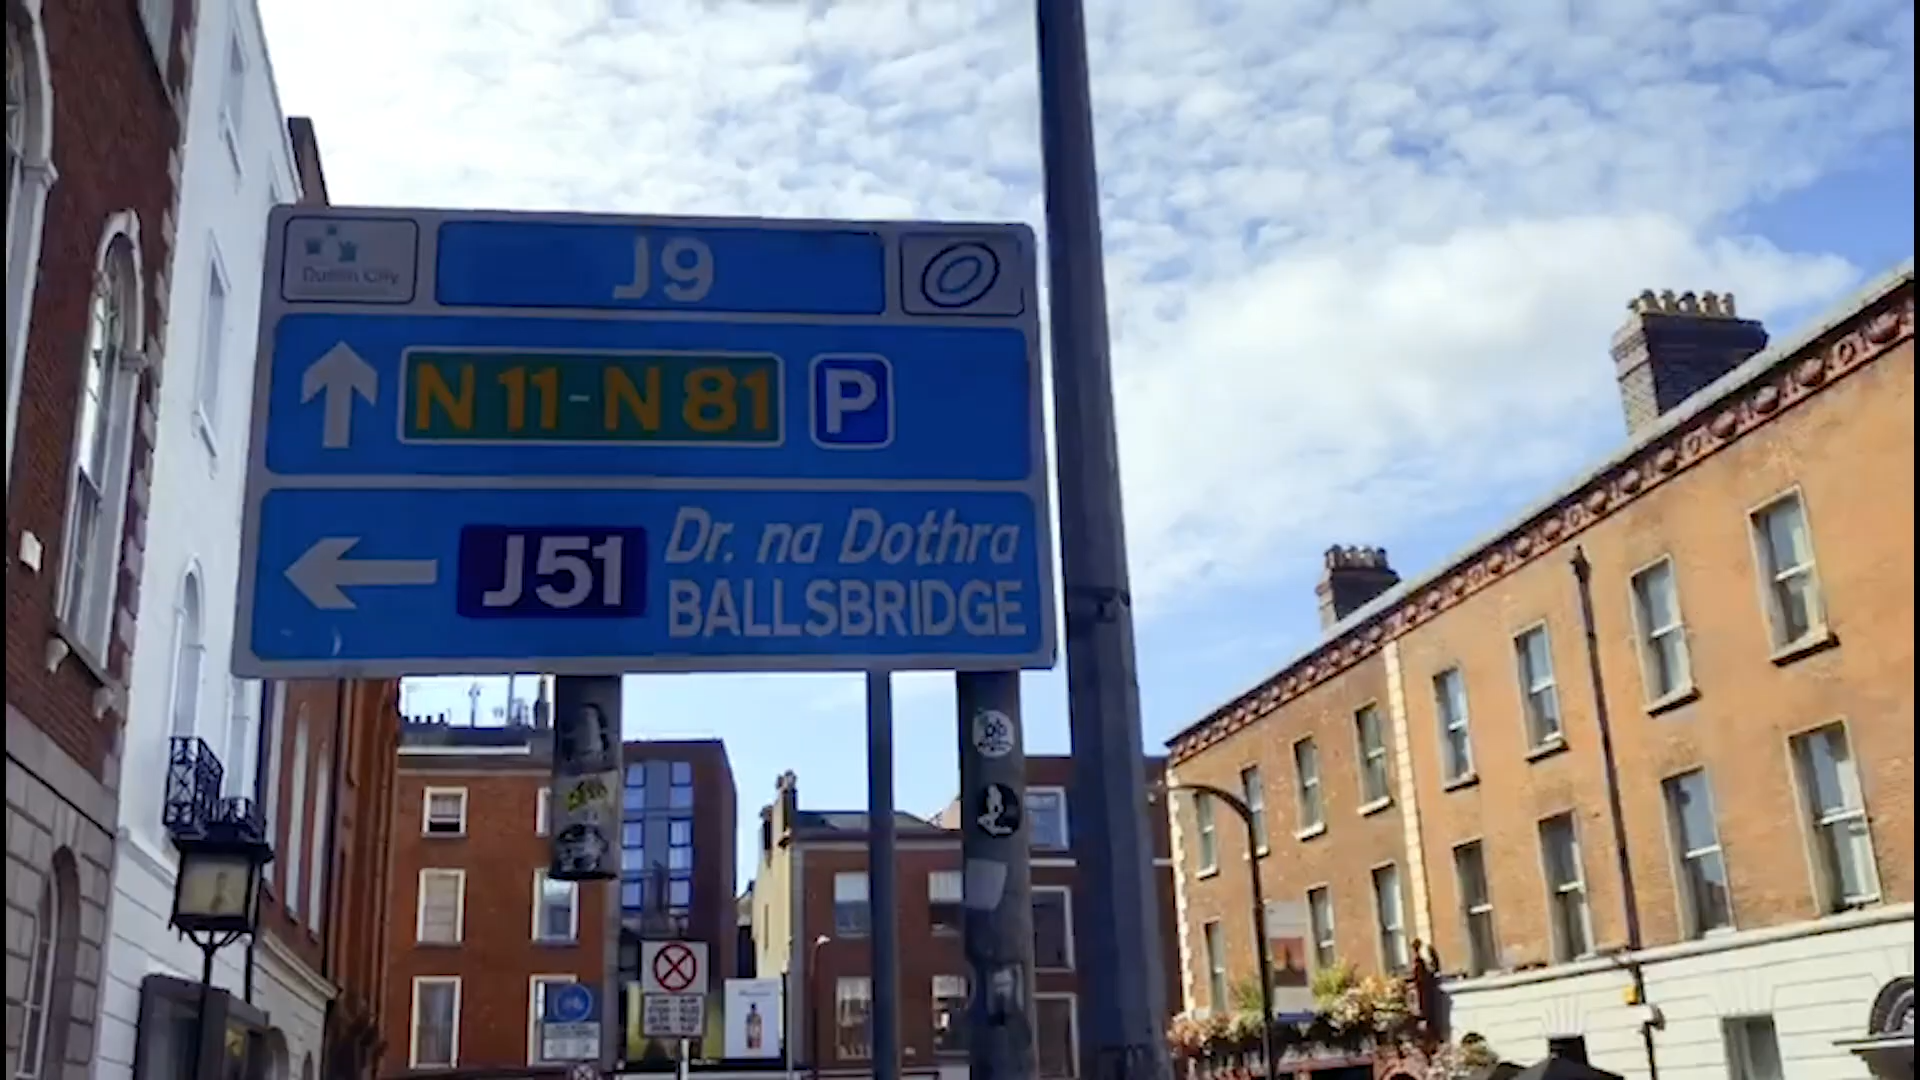 Dublin City
J9
N 11 - N 81
P
J51
Dr. na Dothra
BALLSBRIDGE